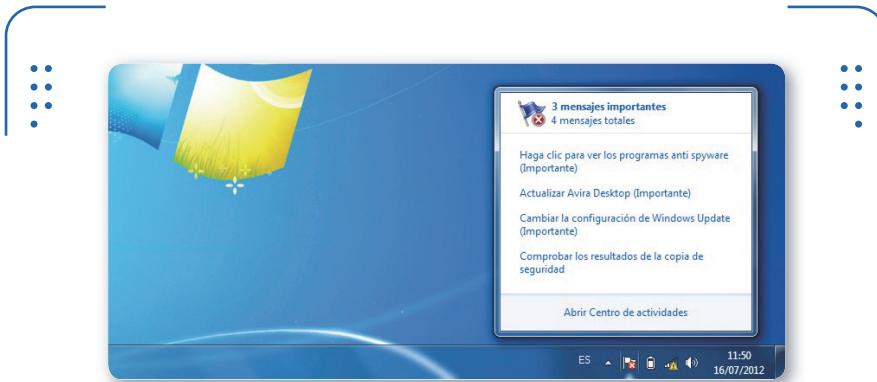 3 mensajes importantes
4 mensajes totales
Haga clic para ver los programas anti spyware
(Importante)
Actualizar Avira Desktop (Importante)
Cambiar la configuración de Windows Update
(Importante)
Comprobar los resultados de la copia de
seguridad
Abrir Centro de actividades
ES
11:50
16/07/2012